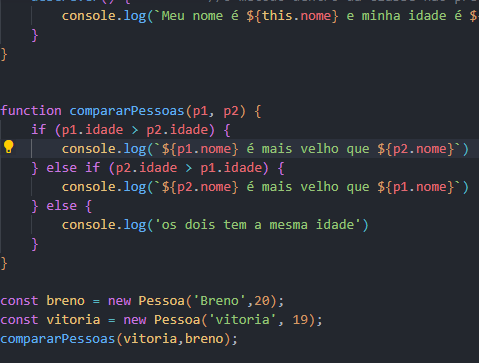 console.log(`Meu nome é ${this.nome} e minha idade é ${
}
}
function compararPessoas(p1, p2) {
if (p1.idade > p2.idade) {
console.log(`${p1.nome} é mais velho que ${p2.nome}`)
} else if (p2.idade > p1.idade) {
console.log(`${p2.nome} é mais velho que ${p1.nome}`)
} else {
console.log('os dois tem a mesma idade')
}
}
const breno = new Pessoa('Breno',20);
const vitoria = new Pessoa('vitoria', 19);
compararPessoas(vitoria,breno);